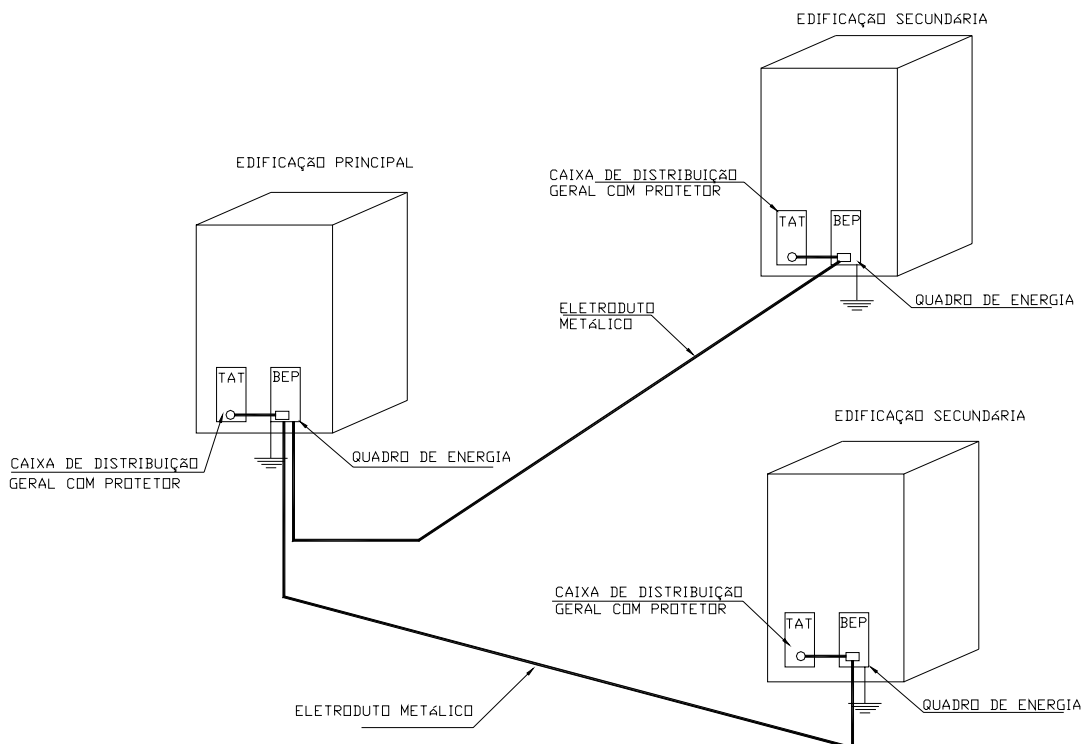 EDIFICAÇÃO SECUNDÁRIA
EDIFICAÇÃO PRINCIPAL
CAIXA DE DISTRIBUIÇÃO
GERAL COM PROTETOR
TAT
BEP
QUADRO DE ENERGIA
ELETRODUTO
METÁLICO
TAT
BEP
CAIXA DE DISTRIBUIÇÃO
GERAL COM PROTETOR
QUADRO DE ENERGIA
EDIFICAÇÃO SECUNDÁRIA
CAIXA DE DISTRIBUIÇÃO
GERAL COM PROTETOR
TAT
BEP
QUADRO DE ENERGIA
ELETRODUTO METÁLICO